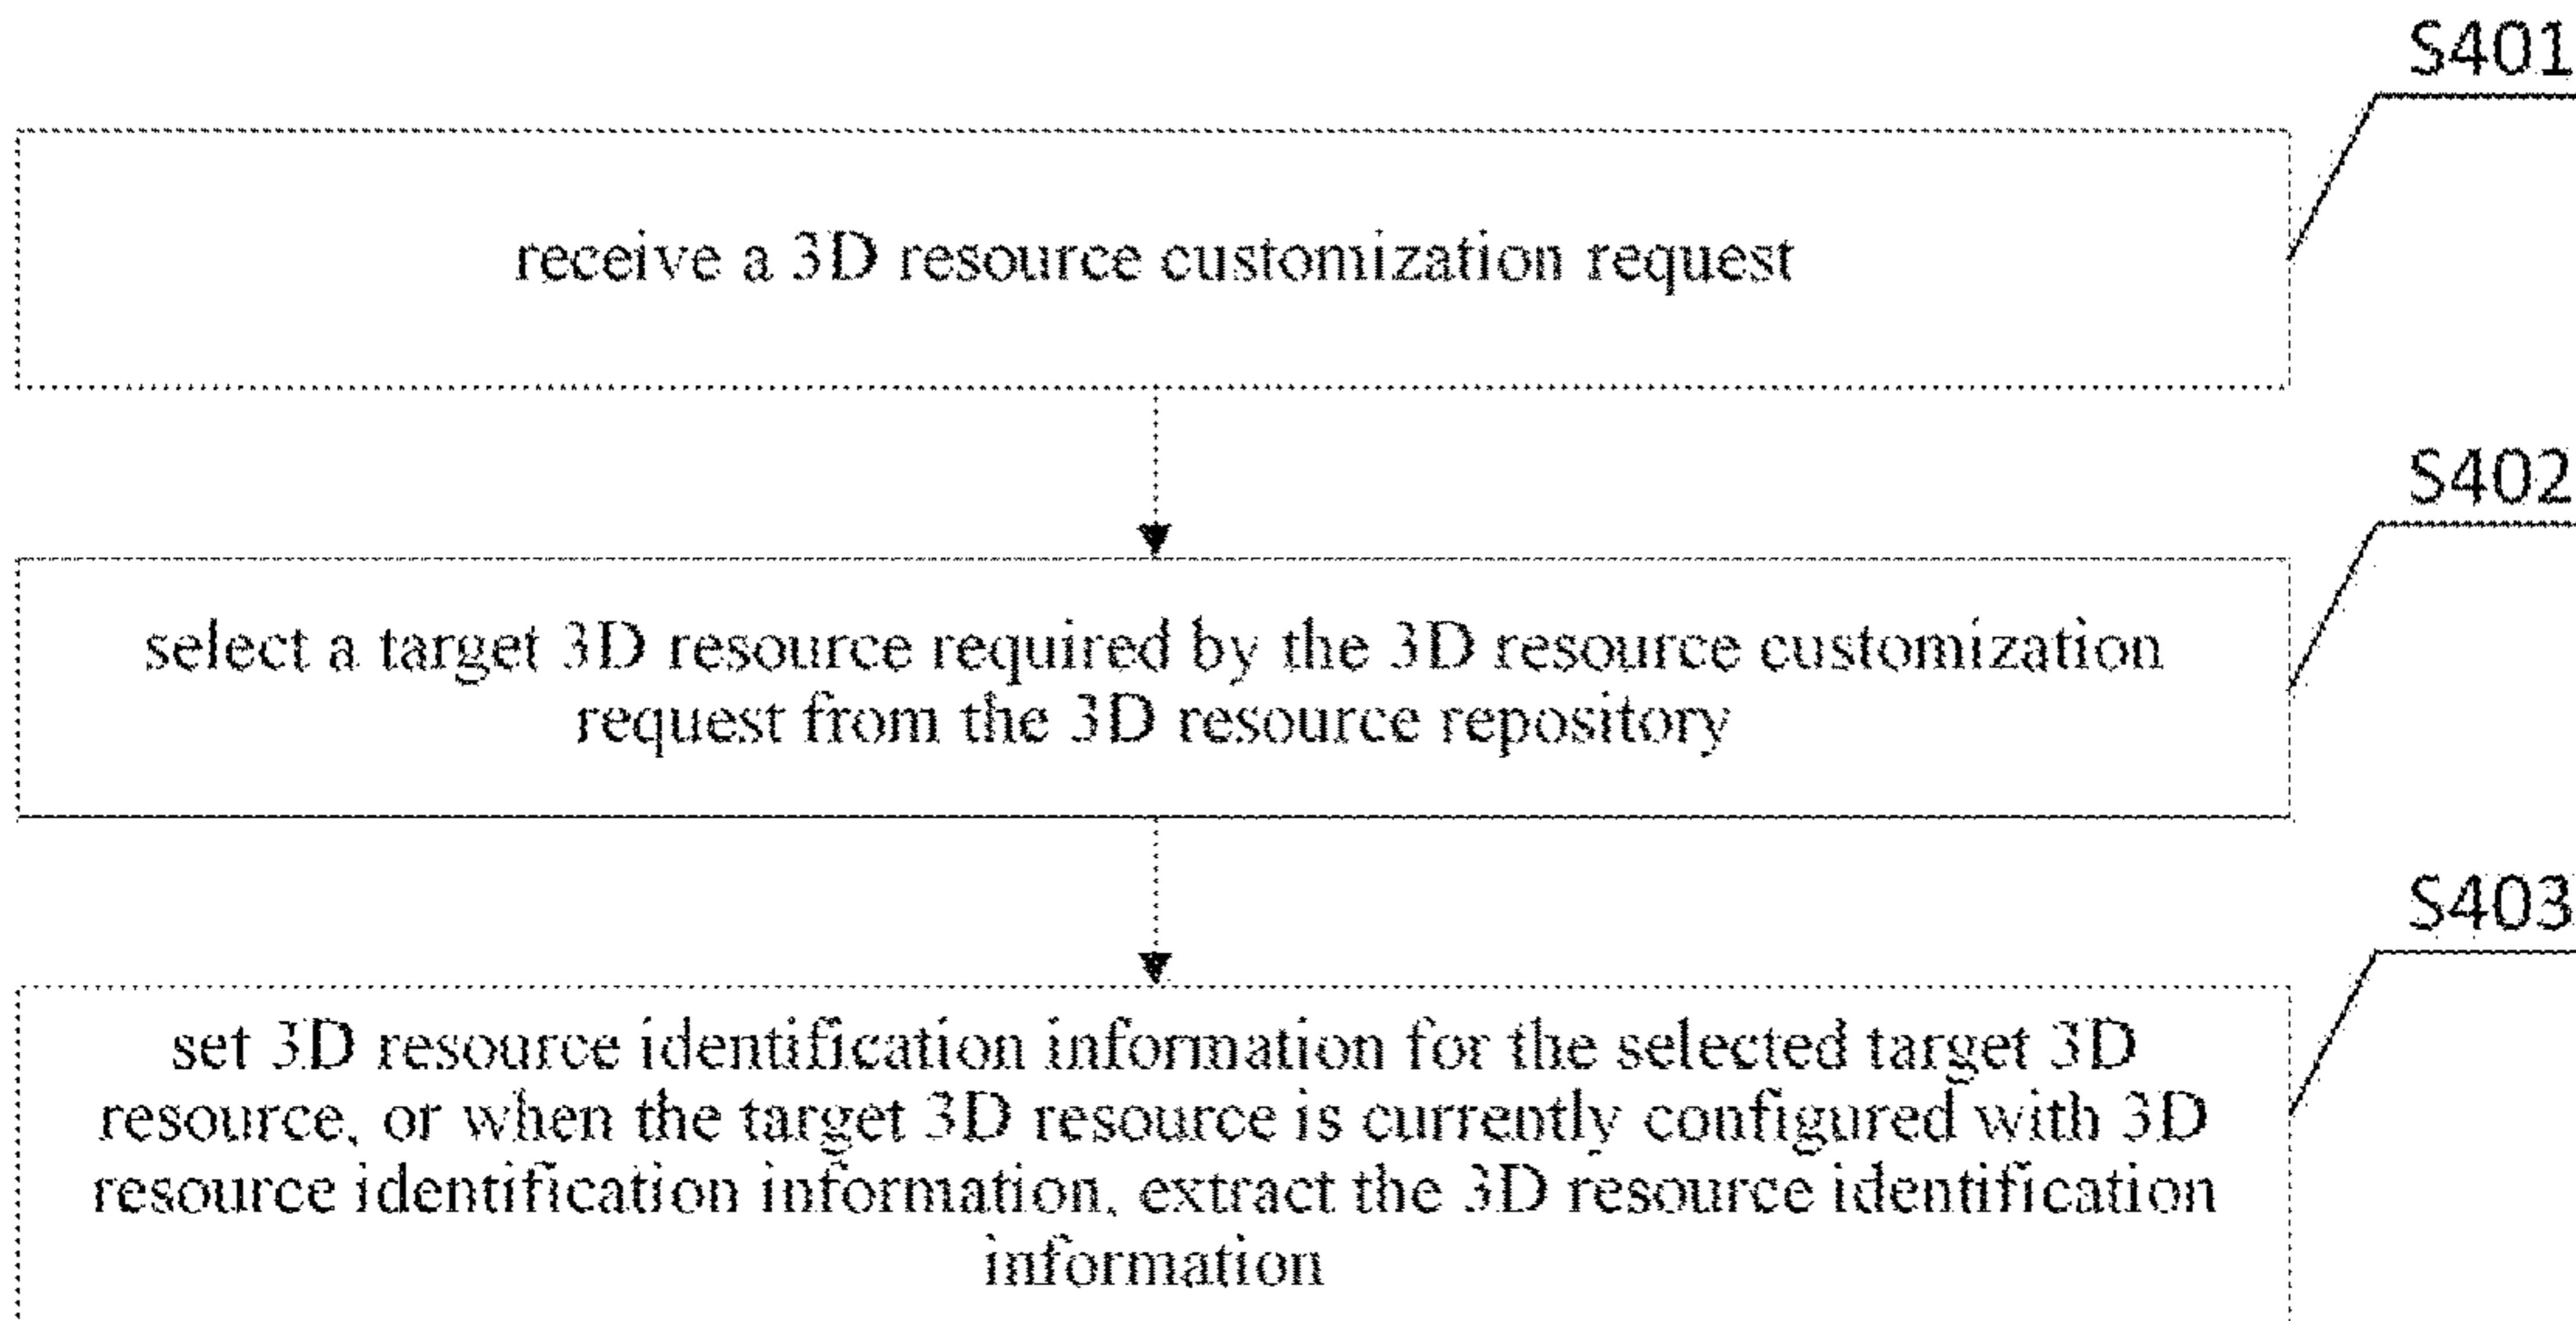 S401
receive a 3D resource customization request
S402
select a target 3D resource required by the 3D resource customization
request from the 3D resource repository
S403
set 3D resource identification information for the selected target 3D
resource, or when the target 3D resource is currently configured with 3D
resource identification information, extract the 3D resource identification
information